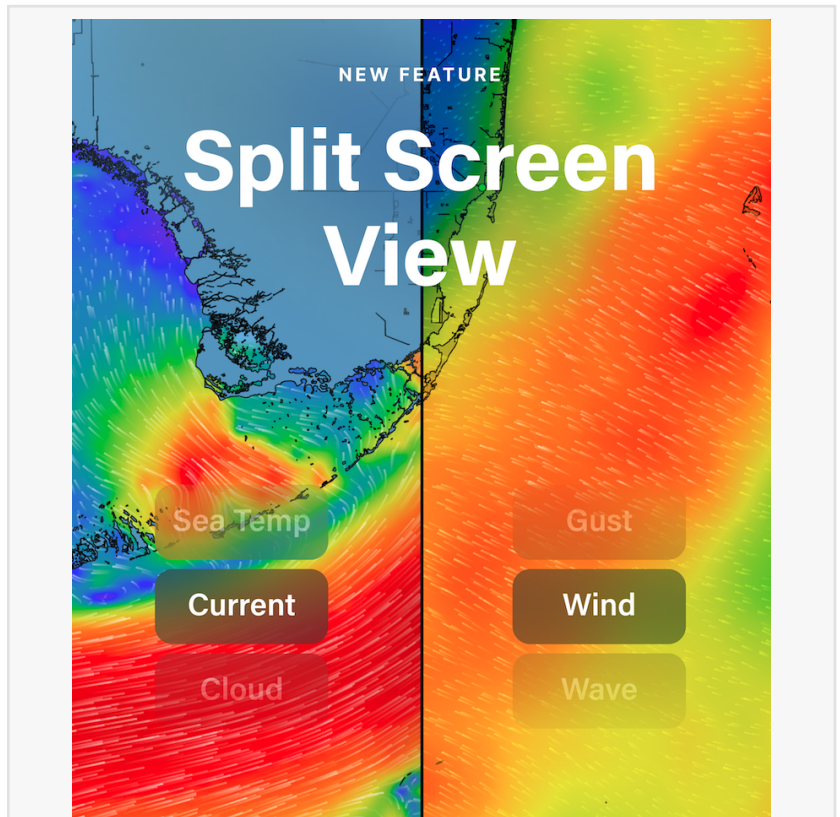 NEW FEATURE
Split Screen
View
Sea Temp
Gust
Current
Wind
Cloud
Wave